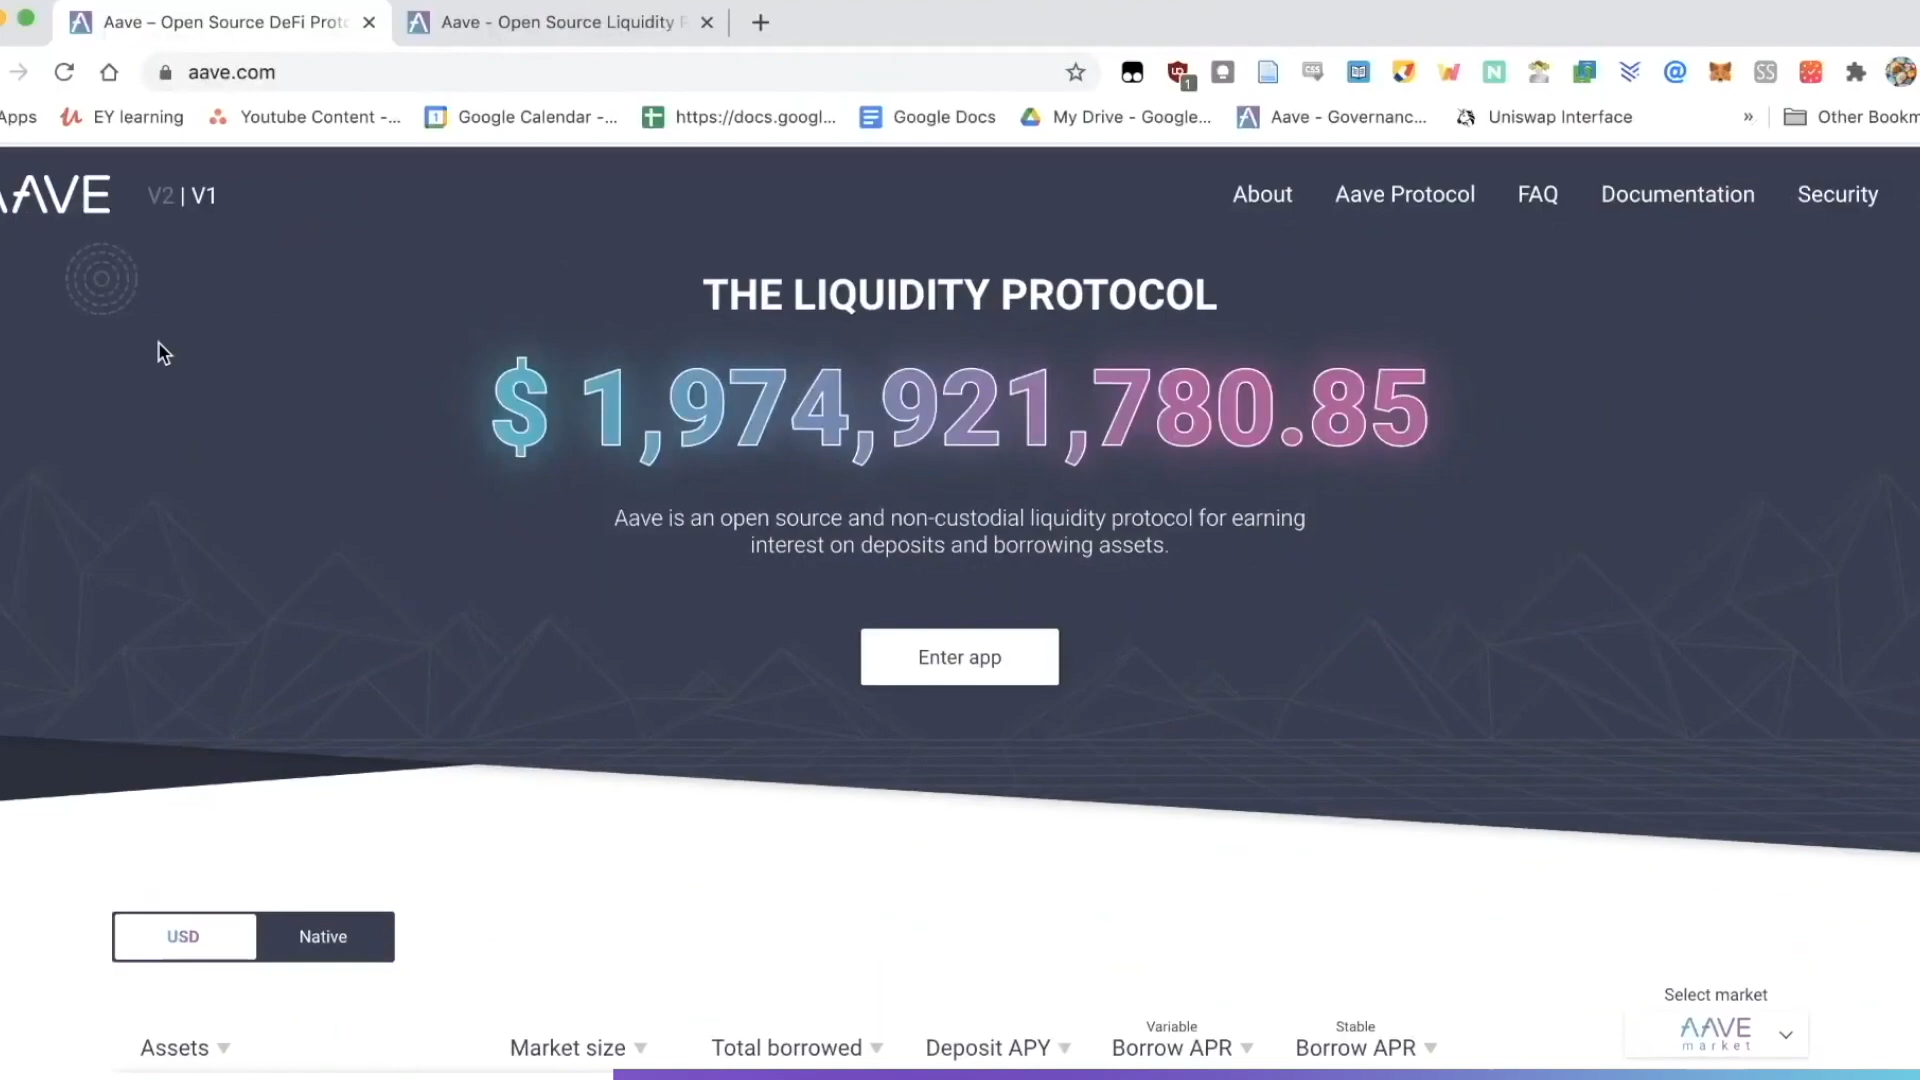 Aave – Open Source DeFi Proto
Aave - Open Source Liquidity P
aave.com
1
Apps
EY learning
Youtube Content -...
Google Calendar -...
https://docs.googl...
Google Docs
My Drive - Google...
Aave - Governanc...
Uniswap Interface
»
Other Bookm
AAVE
V2 | V1
About
Aave Protocol
FAQ
Documentation
Security
THE LIQUIDITY PROTOCOL
$ 1,974,921,780.85
Aave is an open source and non-custodial liquidity protocol for earning
interest on deposits and borrowing assets.
Enter app
USD
Native
Select market
AAVE
market
Assets
Market size
Total borrowed
Deposit APY
Variable
Borrow APR
Stable
Borrow APR